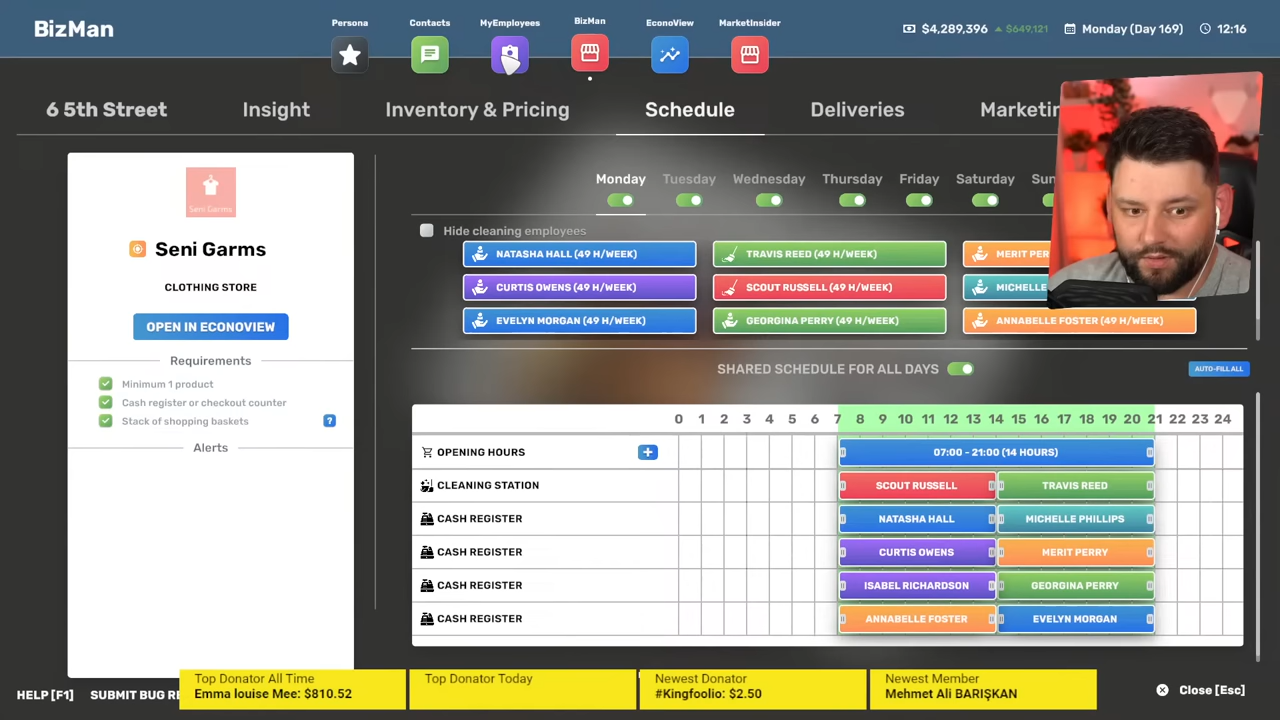 BizMan
Persona
Contacts
MyEmployees
BizMan
EconoView
MarketInsider
$4,289,396
$649,121
Monday (Day 169)
12:16
6 5th Street
Insight
Inventory & Pricing
Schedule
Deliveries
Marketin
Seni Garms
Seni Garms
CLOTHING STORE
OPEN IN ECONOVIEW
Requirements
Minimum 1 product
Cash register or checkout counter
Stack of shopping baskets
?
Alerts
Monday
Tuesday
Wednesday
Thursday
Friday
Saturday
Sun
Hide cleaning employees
NATASHA HALL (49 H/WEEK)
TRAVIS REED (49 H/WEEK)
MERIT PER
CURTIS OWENS (49 H/WEEK)
SCOUT RUSSELL (49 H/WEEK)
MICHELLE
EVELYN MORGAN (49 H/WEEK)
GEORGINA PERRY (49 H/WEEK)
ANNABELLE FOSTER (49 H/WEEK)
SHARED SCHEDULE FOR ALL DAYS
AUTO-FILL ALL
0 1 2 3 4 5 6 7 8 9 10 11 12 13 14 15 16 17 18 19 20 21 22 23 24
OPENING HOURS
+
07:00 - 21:00 (14 HOURS)
CLEANING STATION
SCOUT RUSSELL
TRAVIS REED
CASH REGISTER
NATASHA HALL
MICHELLE PHILLIPS
CASH REGISTER
CURTIS OWENS
MERIT PERRY
CASH REGISTER
ISABEL RICHARDSON
GEORGINA PERRY
CASH REGISTER
ANNABELLE FOSTER
EVELYN MORGAN
HELP [F1]
SUBMIT BUG RE
Top Donator All Time
Emma louise Mee: $810.52
Top Donator Today
Newest Donator
#Kingfoolio: $2.50
Newest Member
Mehmet Ali BARIŞKAN
Close [Esc]